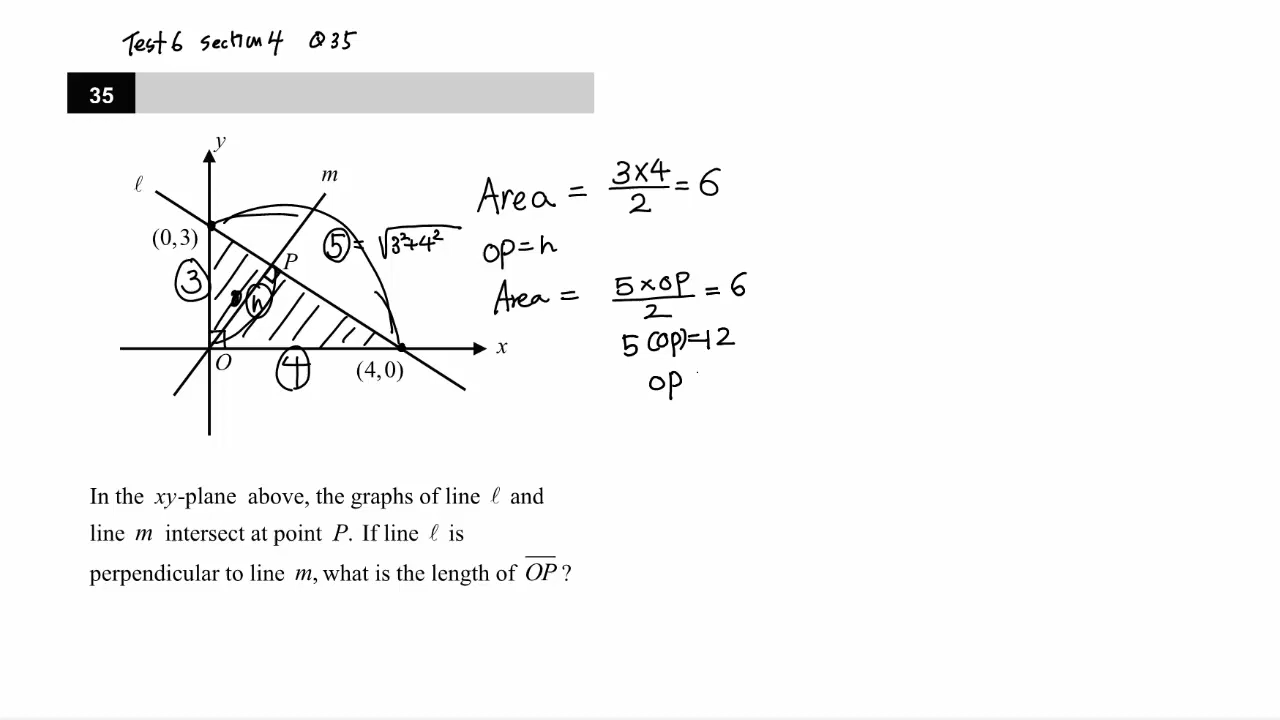 Test 6 section 4 Q35
35
y
m
ℓ
(0,3)
P
5 = √3²+4²
3
h
O
4
(4,0)
x
Area = 3×4/2 = 6
OP = h
Area = 5×OP/2 = 6
5(OP)=12
OP
In the xy-plane above, the graphs of line ℓ and
line m intersect at point P. If line ℓ is
perpendicular to line m, what is the length of O̅P̅ ?